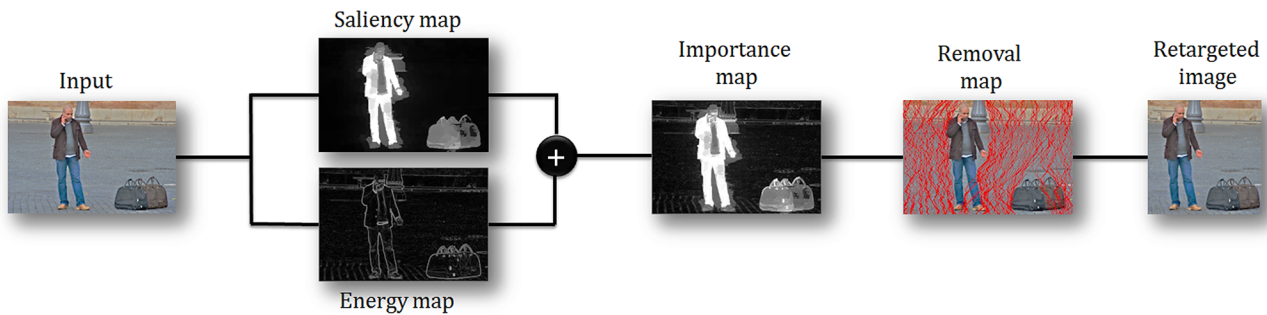 Input
Saliency map
Energy map
+
Importance
map
Removal
map
Retargeted
image